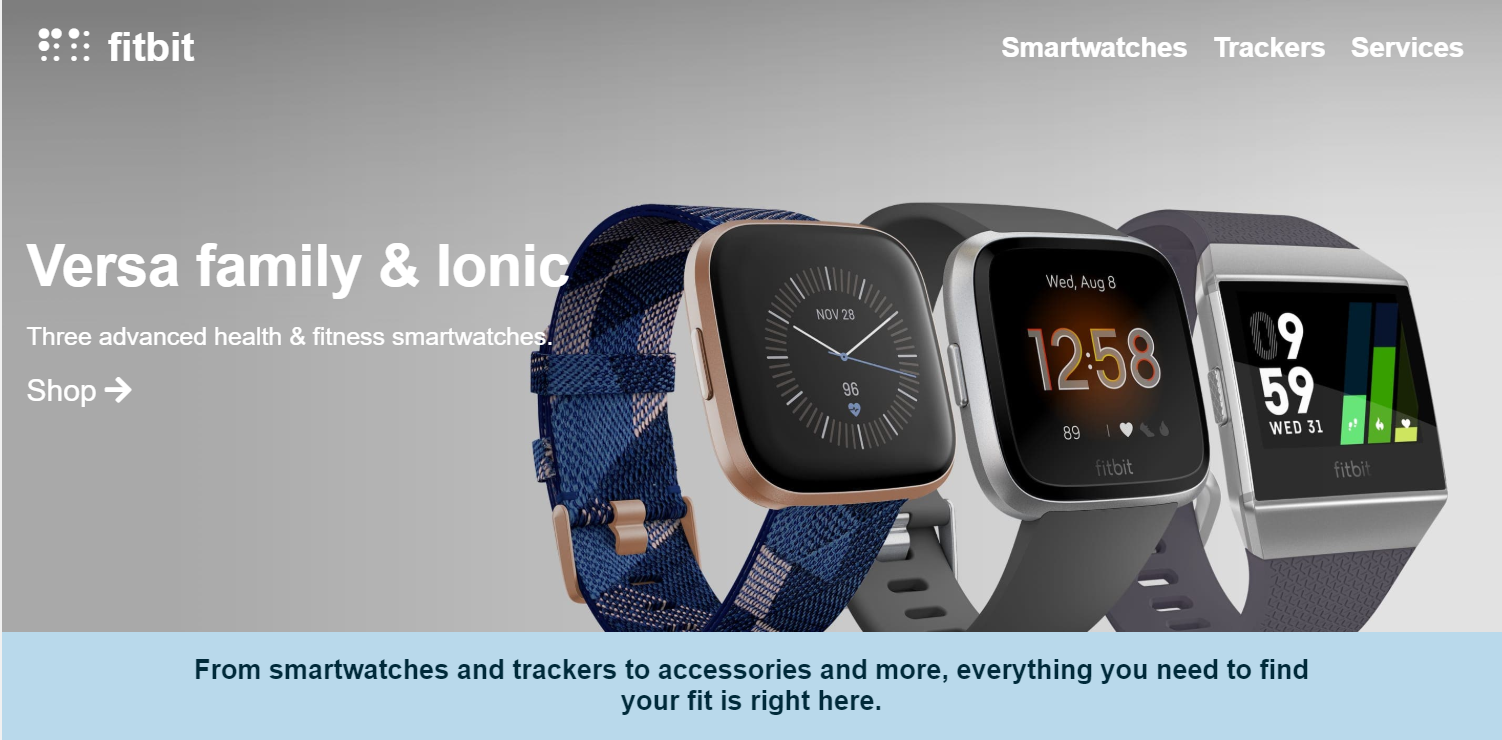 fitbit
Smartwatches Trackers Services
Versa family & Ionic
Three advanced health & fitness smartwatches.
Shop →
NOV 28
96
Wed, Aug 8
12:58
89
fitbit
09
59
WED 31
fitbit
From smartwatches and trackers to accessories and more, everything you need to find
your fit is right here.